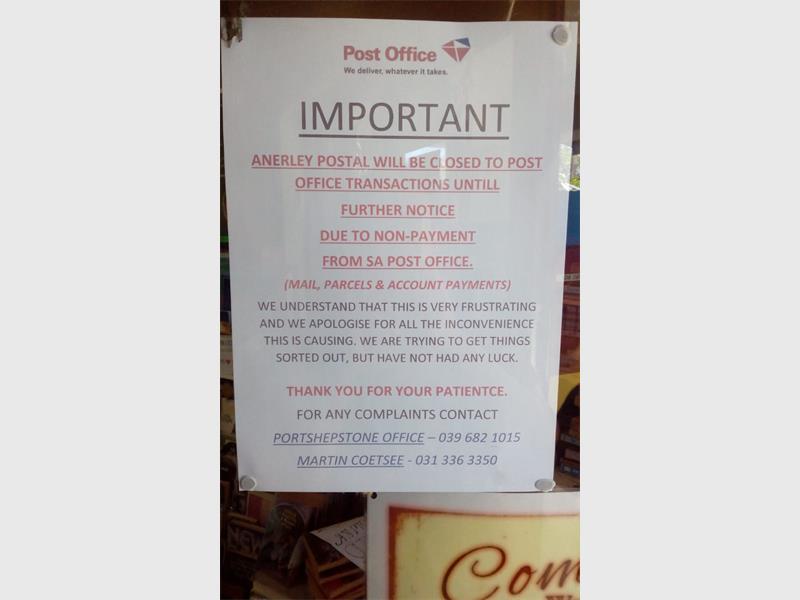 Post Office
We deliver, whatever it takes.
IMPORTANT
ANERLEY POSTAL WILL BE CLOSED TO POST
OFFICE TRANSACTIONS UNTILL
FURTHER NOTICE
DUE TO NON-PAYMENT
FROM SA POST OFFICE.
(MAIL, PARCELS & ACCOUNT PAYMENTS)
WE UNDERSTAND THAT THIS IS VERY FRUSTRATING
AND WE APOLOGISE FOR ALL THE INCONVENIENCE
THIS IS CAUSING. WE ARE TRYING TO GET THINGS
SORTED OUT, BUT HAVE NOT HAD ANY LUCK.
THANK YOU FOR YOUR PATIENTCE.
FOR ANY COMPLAINTS CONTACT
PORTSHEPSTONE OFFICE – 039 682 1015
MARTIN COETSEE - 031 336 3350
NEW
Com